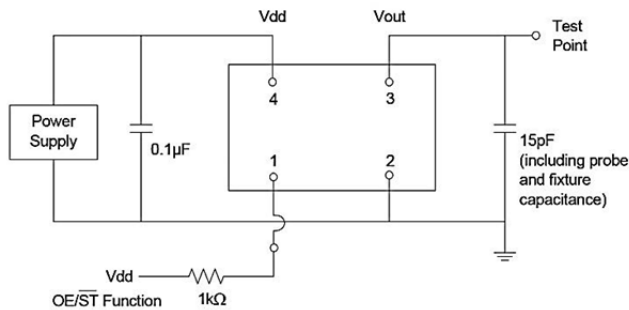 Vdd
Vout
Test
Point
4
3
Power
Supply
0.1µF
1
2
15pF
(including probe
and fixture
capacitance)
Vdd
OE/S̅T̅ Function
1kΩ